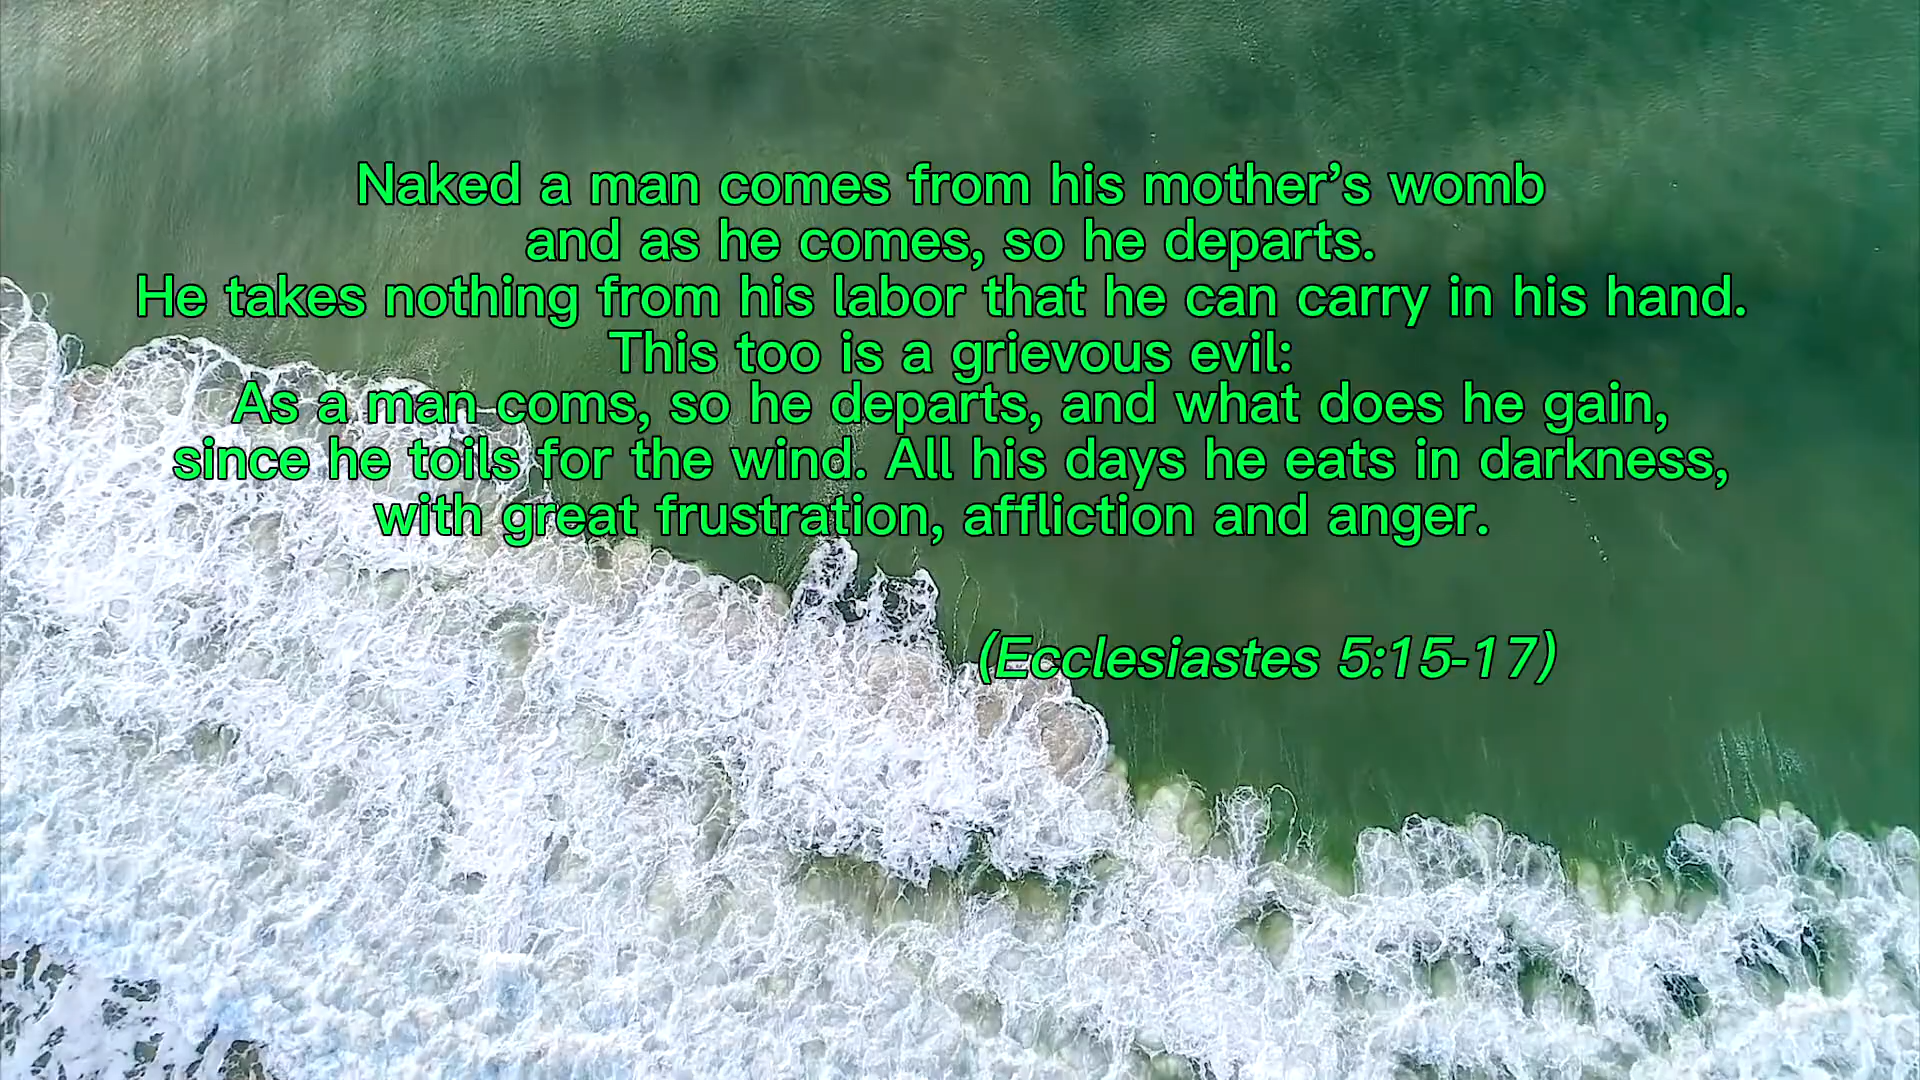 Naked a man comes from his mother’s womb
and as he comes, so he departs.
He takes nothing from his labor that he can carry in his hand.
This too is a grievous evil:
As a man coms, so he departs, and what does he gain,
since he toils for the wind. All his days he eats in darkness,
with great frustration, affliction and anger.
(Ecclesiastes 5:15-17)